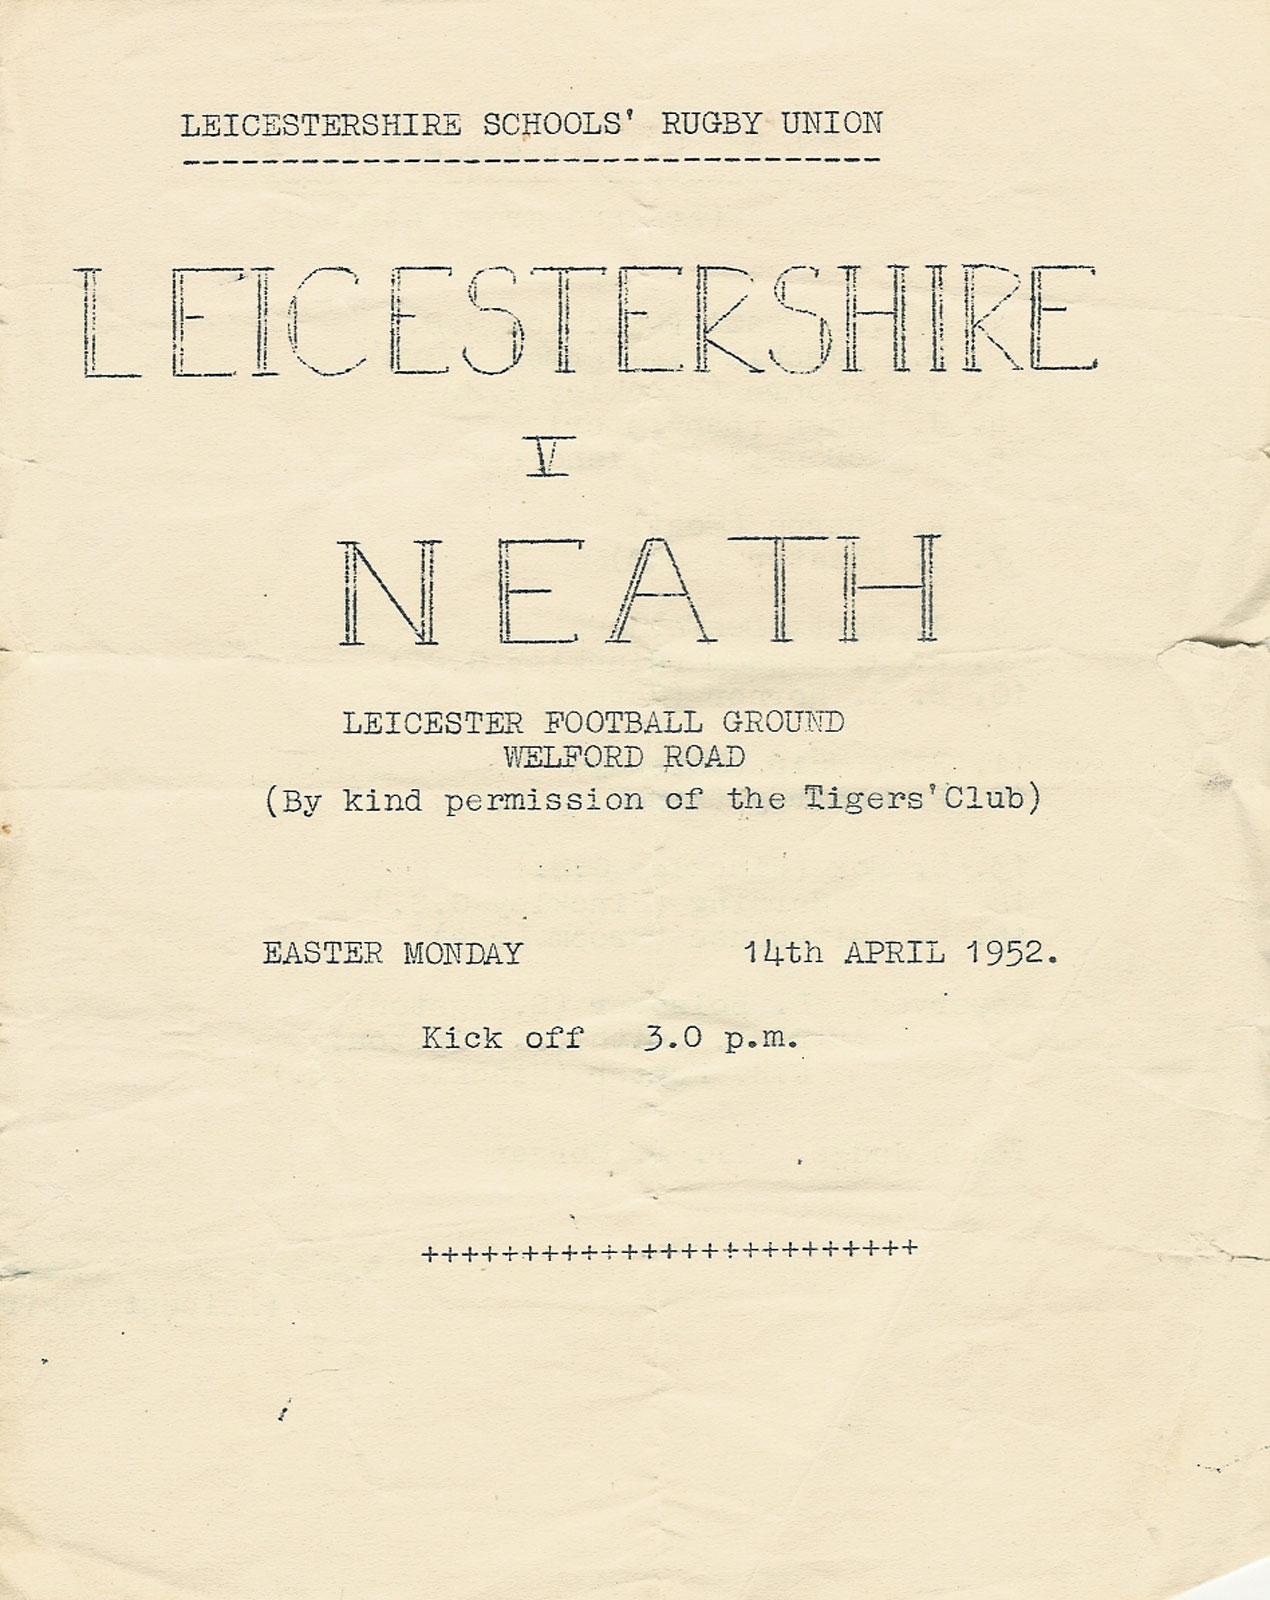 LEICESTERSHIRE SCHOOLS' RUGBY UNION
-----------------------------------
LEICESTERSHIRE
V
NEATH
LEICESTER FOOTBALL GROUND
WELFORD ROAD
(By kind permission of the Tigers'Club)
EASTER MONDAY 14th APRIL 1952.
Kick off 3.0 p.m.
+++++++++++++++++++++++++